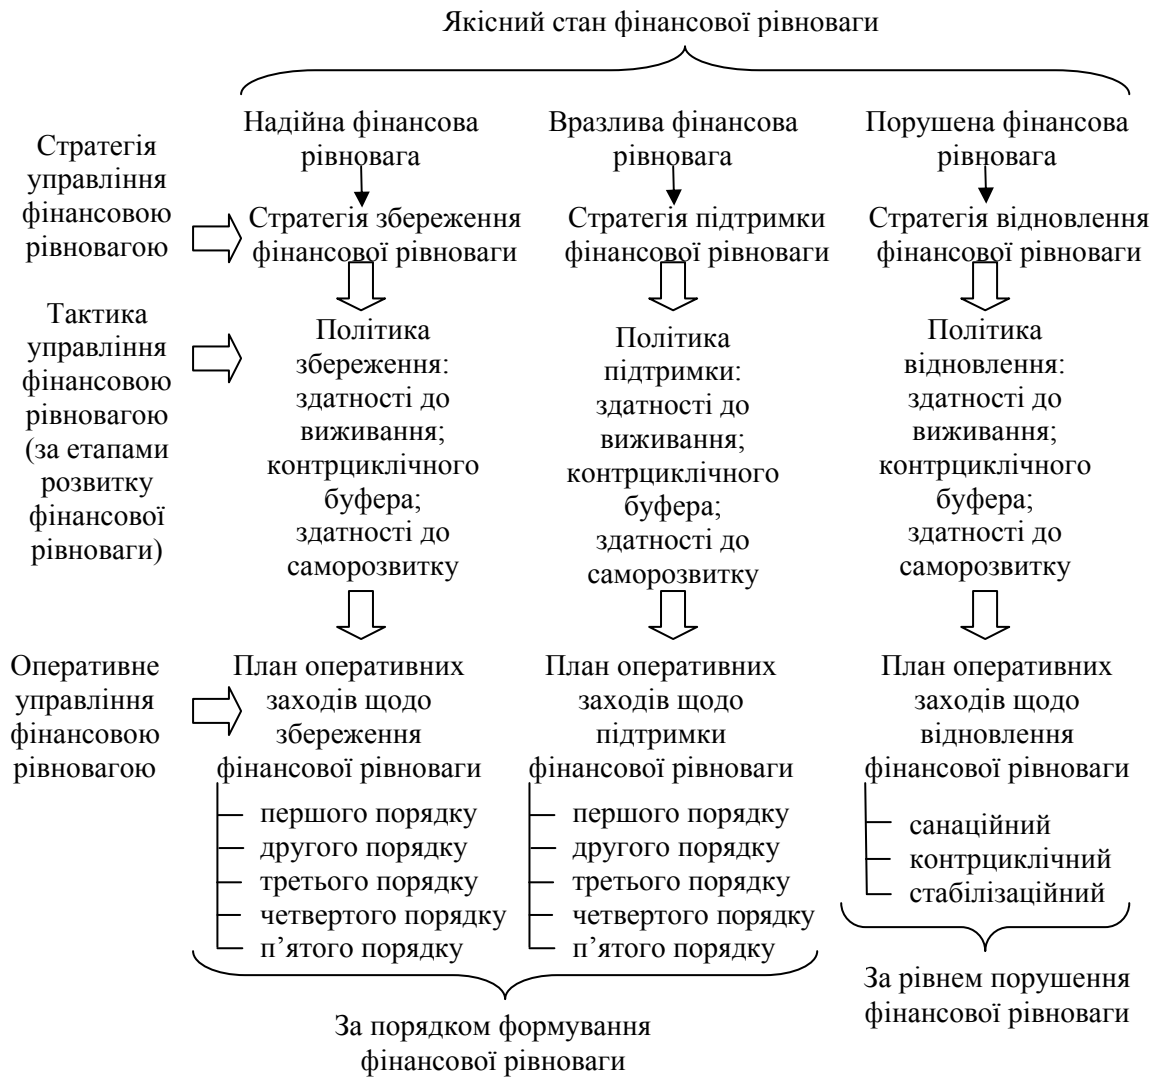 Якісний стан фінансової рівноваги
Надійна фінансова
рівновага
Вразлива фінансова
рівновага
Порушена фінансова
рівновага
Стратегія
управління
фінансовою
рівновагою
Стратегія збереження
фінансової рівноваги
Стратегія підтримки
фінансової рівноваги
Стратегія відновлення
фінансової рівноваги
Тактика
управління
фінансовою
рівновагою
(за етапами
розвитку
фінансової
рівноваги)
Політика
збереження:
здатності до
виживання;
контрциклічного
буфера;
здатності до
саморозвитку
Політика
підтримки:
здатності до
виживання;
контрциклічного
буфера;
здатності до
саморозвитку
Політика
відновлення:
здатності до
виживання;
контрциклічного
буфера;
здатності до
саморозвитку
Оперативне
управління
фінансовою
рівновагою
План оперативних
заходів щодо
збереження
фінансової рівноваги
першого порядку
другого порядку
третього порядку
четвертого порядку
п’ятого порядку
План оперативних
заходів щодо
підтримки
фінансової рівноваги
першого порядку
другого порядку
третього порядку
четвертого порядку
п’ятого порядку
План оперативних
заходів щодо
відновлення
фінансової рівноваги
санаційний
контрциклічний
стабілізаційний
За порядком формування
фінансової рівноваги
За рівнем порушення
фінансової рівноваги